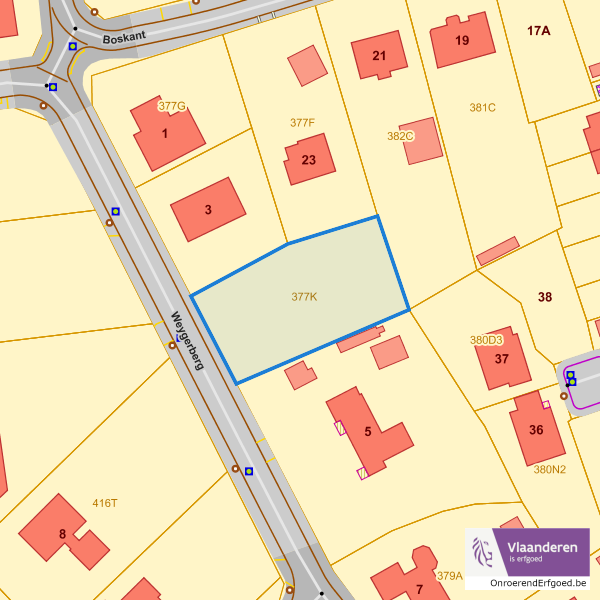 Boskant
17A
19
21
377G
1
377F
381C
382C
23
3
377K
38
Weygerberg
380D3
37
5
36
380N2
416T
8
379A
7
Vlaanderen
is erfgoed
OnroerendErfgoed.be